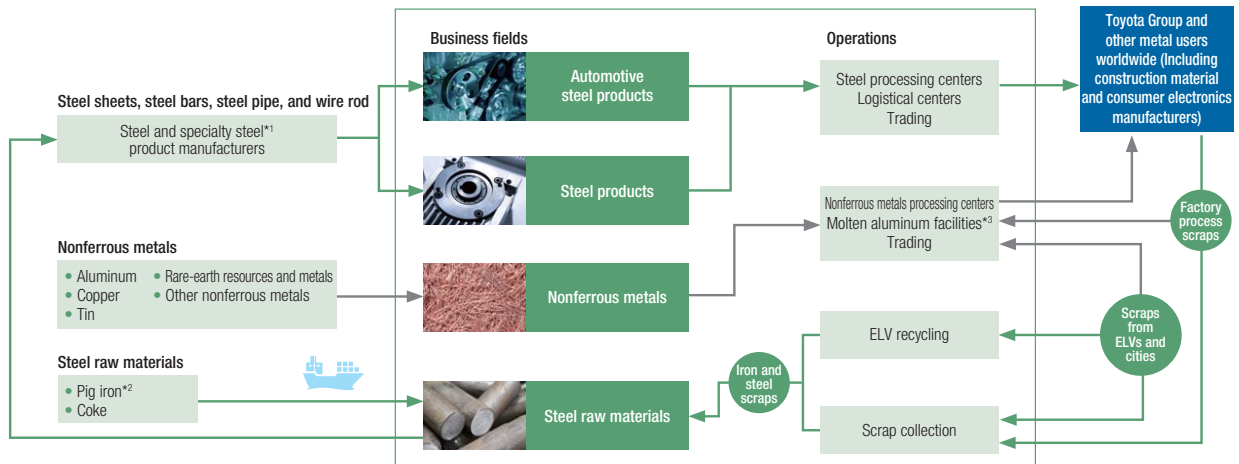 Business fields
Operations
Toyota Group and
other metal users
worldwide (Including
construction material
and consumer electronics
manufacturers)
Steel sheets, steel bars, steel pipe, and wire rod
Steel and specialty steel*1
product manufacturers
Automotive
steel products
Steel processing centers
Logistical centers
Trading
Steel products
Nonferrous metals processing centers
Molten aluminum facilities*3
Trading
Factory
process
scraps
Nonferrous metals
• Aluminum
• Copper
• Tin
• Rare-earth resources and metals
• Other nonferrous metals
Nonferrous metals
ELV recycling
Scraps
from
ELVs and
cities
Steel raw materials
• Pig iron*2
• Coke
Steel raw materials
Iron and
steel
scraps
Scrap collection